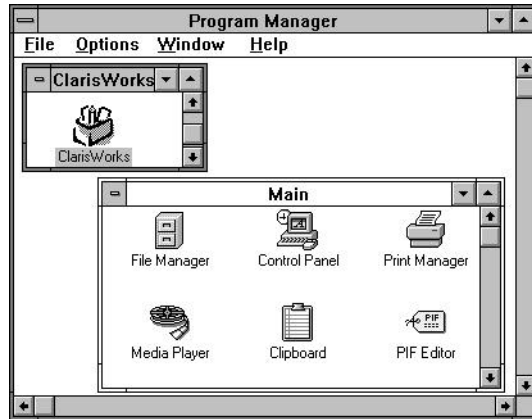 Program Manager
File Options Window Help
ClarisWorks
ClarisWorks
Main
File Manager Control Panel Print Manager
PIF
Media Player Clipboard PIF Editor